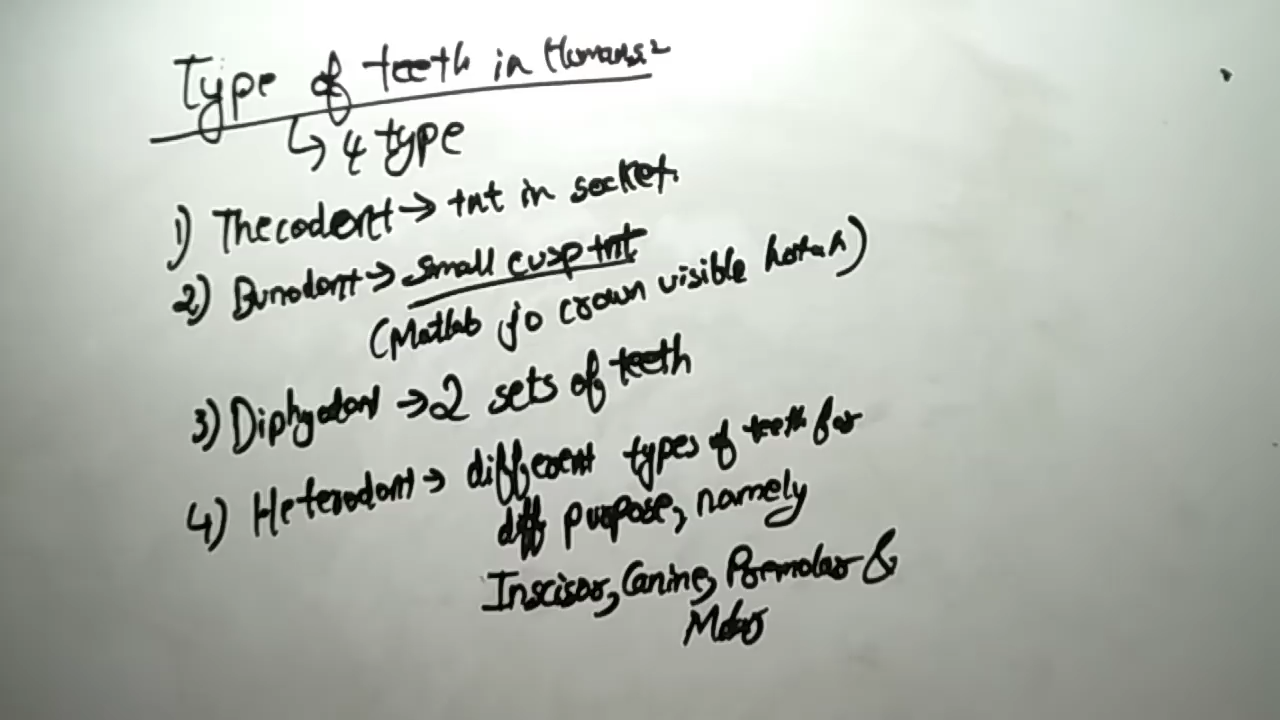 Type of teeth in Humans:
↳ 4 type
1) Thecodont → tnt in socket.
2) Bunodont → small cusp tnt
(Matlab jo crown visible hota h)
3) Diphyodont → 2 sets of teeth
4) Heterodont → different types of teeth for
diff purpose, namely
Inscisor, Canine, Premolar &
Molar